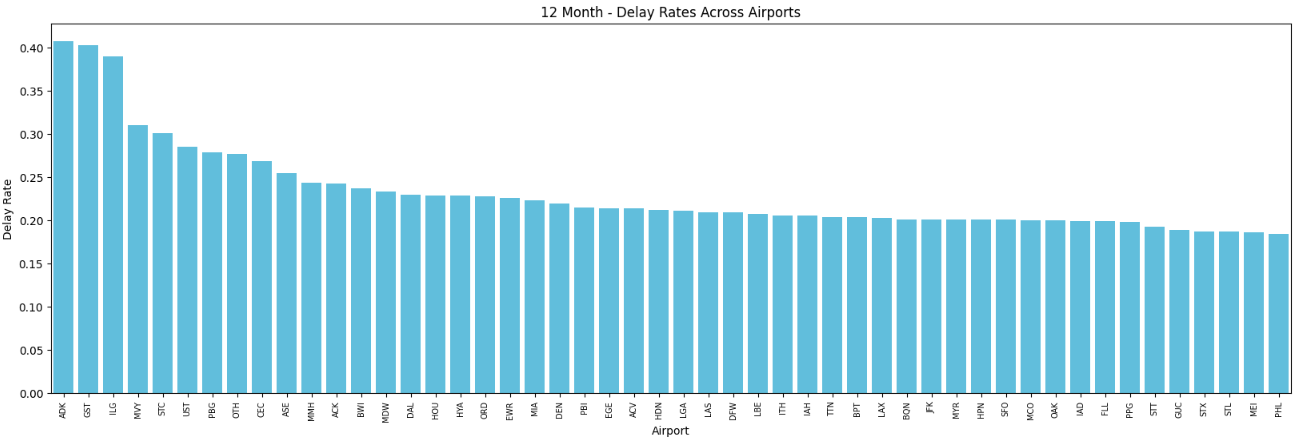 12 Month - Delay Rates Across Airports
Delay Rate
0.40
0.35
0.30
0.25
0.20
0.15
0.10
0.05
0.00
ADK GST ILG MVY STC UST PBG OTH CEC ASE MMH ACK BWI MDW DAL HOU HYA ORD EWR MIA DEN PBI EGE ACV HDN LGA LAS DFW LBE ITH IAH TTN BPT LAX BQN JFK MYR HPN SFO MCO OAK IAD FLL PPG STT GUC STX STL MEI PHL
Airport